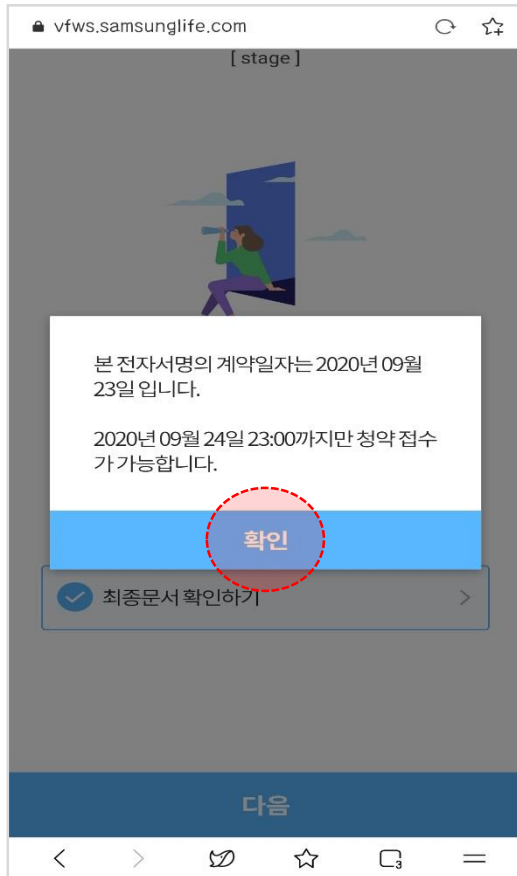 vfws.samsunglife.com
[ stage ]
본 전자서명의 계약일자는 2020년 09월
23일 입니다.
2020년 09월 24일 23:00까지만 청약 접수
가 가능합니다.
확인
최종문서 확인하기
다음
3